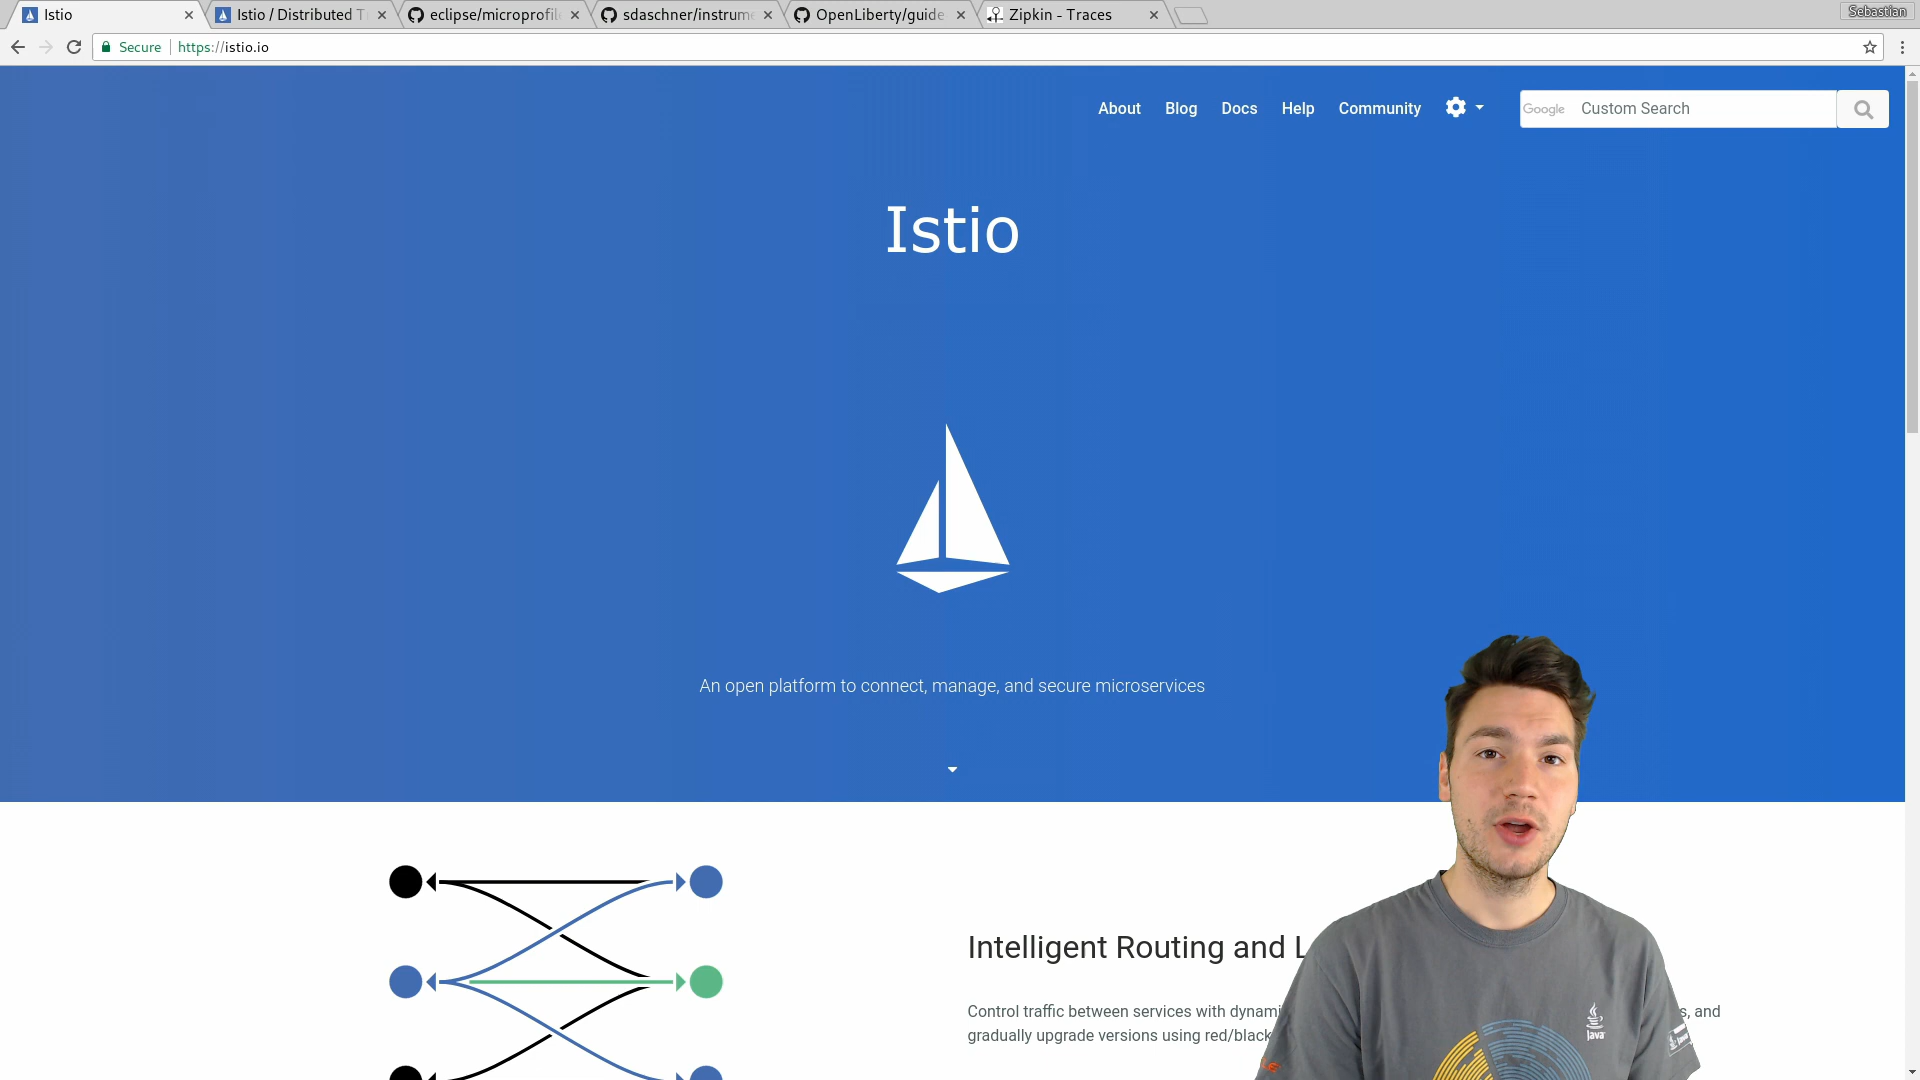 Istio
Istio / Distributed T
eclipse/microprofil
sdaschner/instrume
OpenLiberty/guide
Zipkin - Traces
Sebastian
Secure
https://istio.io
About
Blog
Docs
Help
Community
Google
Custom Search
Istio
An open platform to connect, manage, and secure microservices
Intelligent Routing and L
Control traffic between services with dynami s, and
gradually upgrade versions using red/black
Java